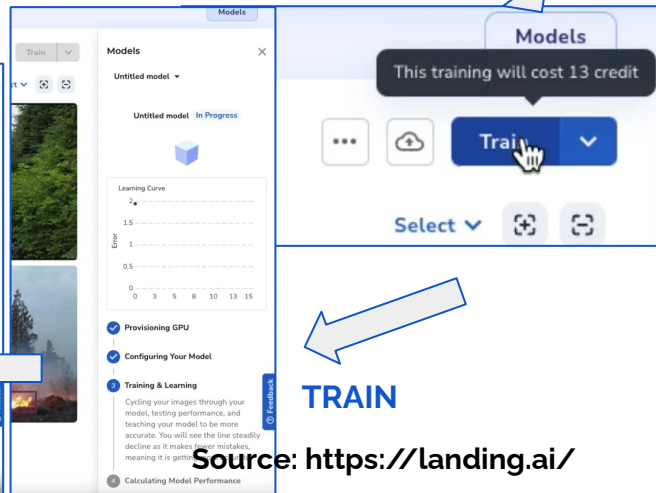 Models
Train
Models
Untitled model
Untitled model In Progress
Learning Curve
Error
2
1.5
1
0.5
0
0 3 5 8 10 13 15
Provisioning GPU
Configuring Your Model
3 Training & Learning
Cycling your images through your
model, testing performance, and
teaching your model to be more
accurate. You will see the line steadily
decline as it makes fewer mistakes,
meaning it is getting
4 Calculating Model Performance
Feedback
Models
This training will cost 13 credit
Train
Select
TRAIN
Source: https://landing.ai/